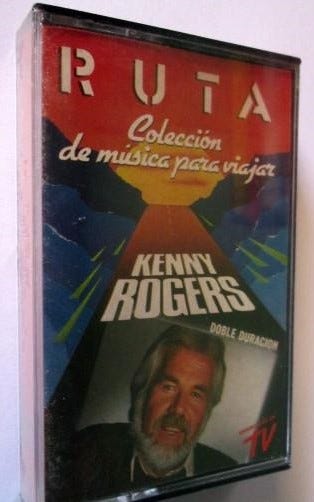 RUTA
Colección
de música para viajar
KENNY
ROGERS
DOBLE DURACION
TV